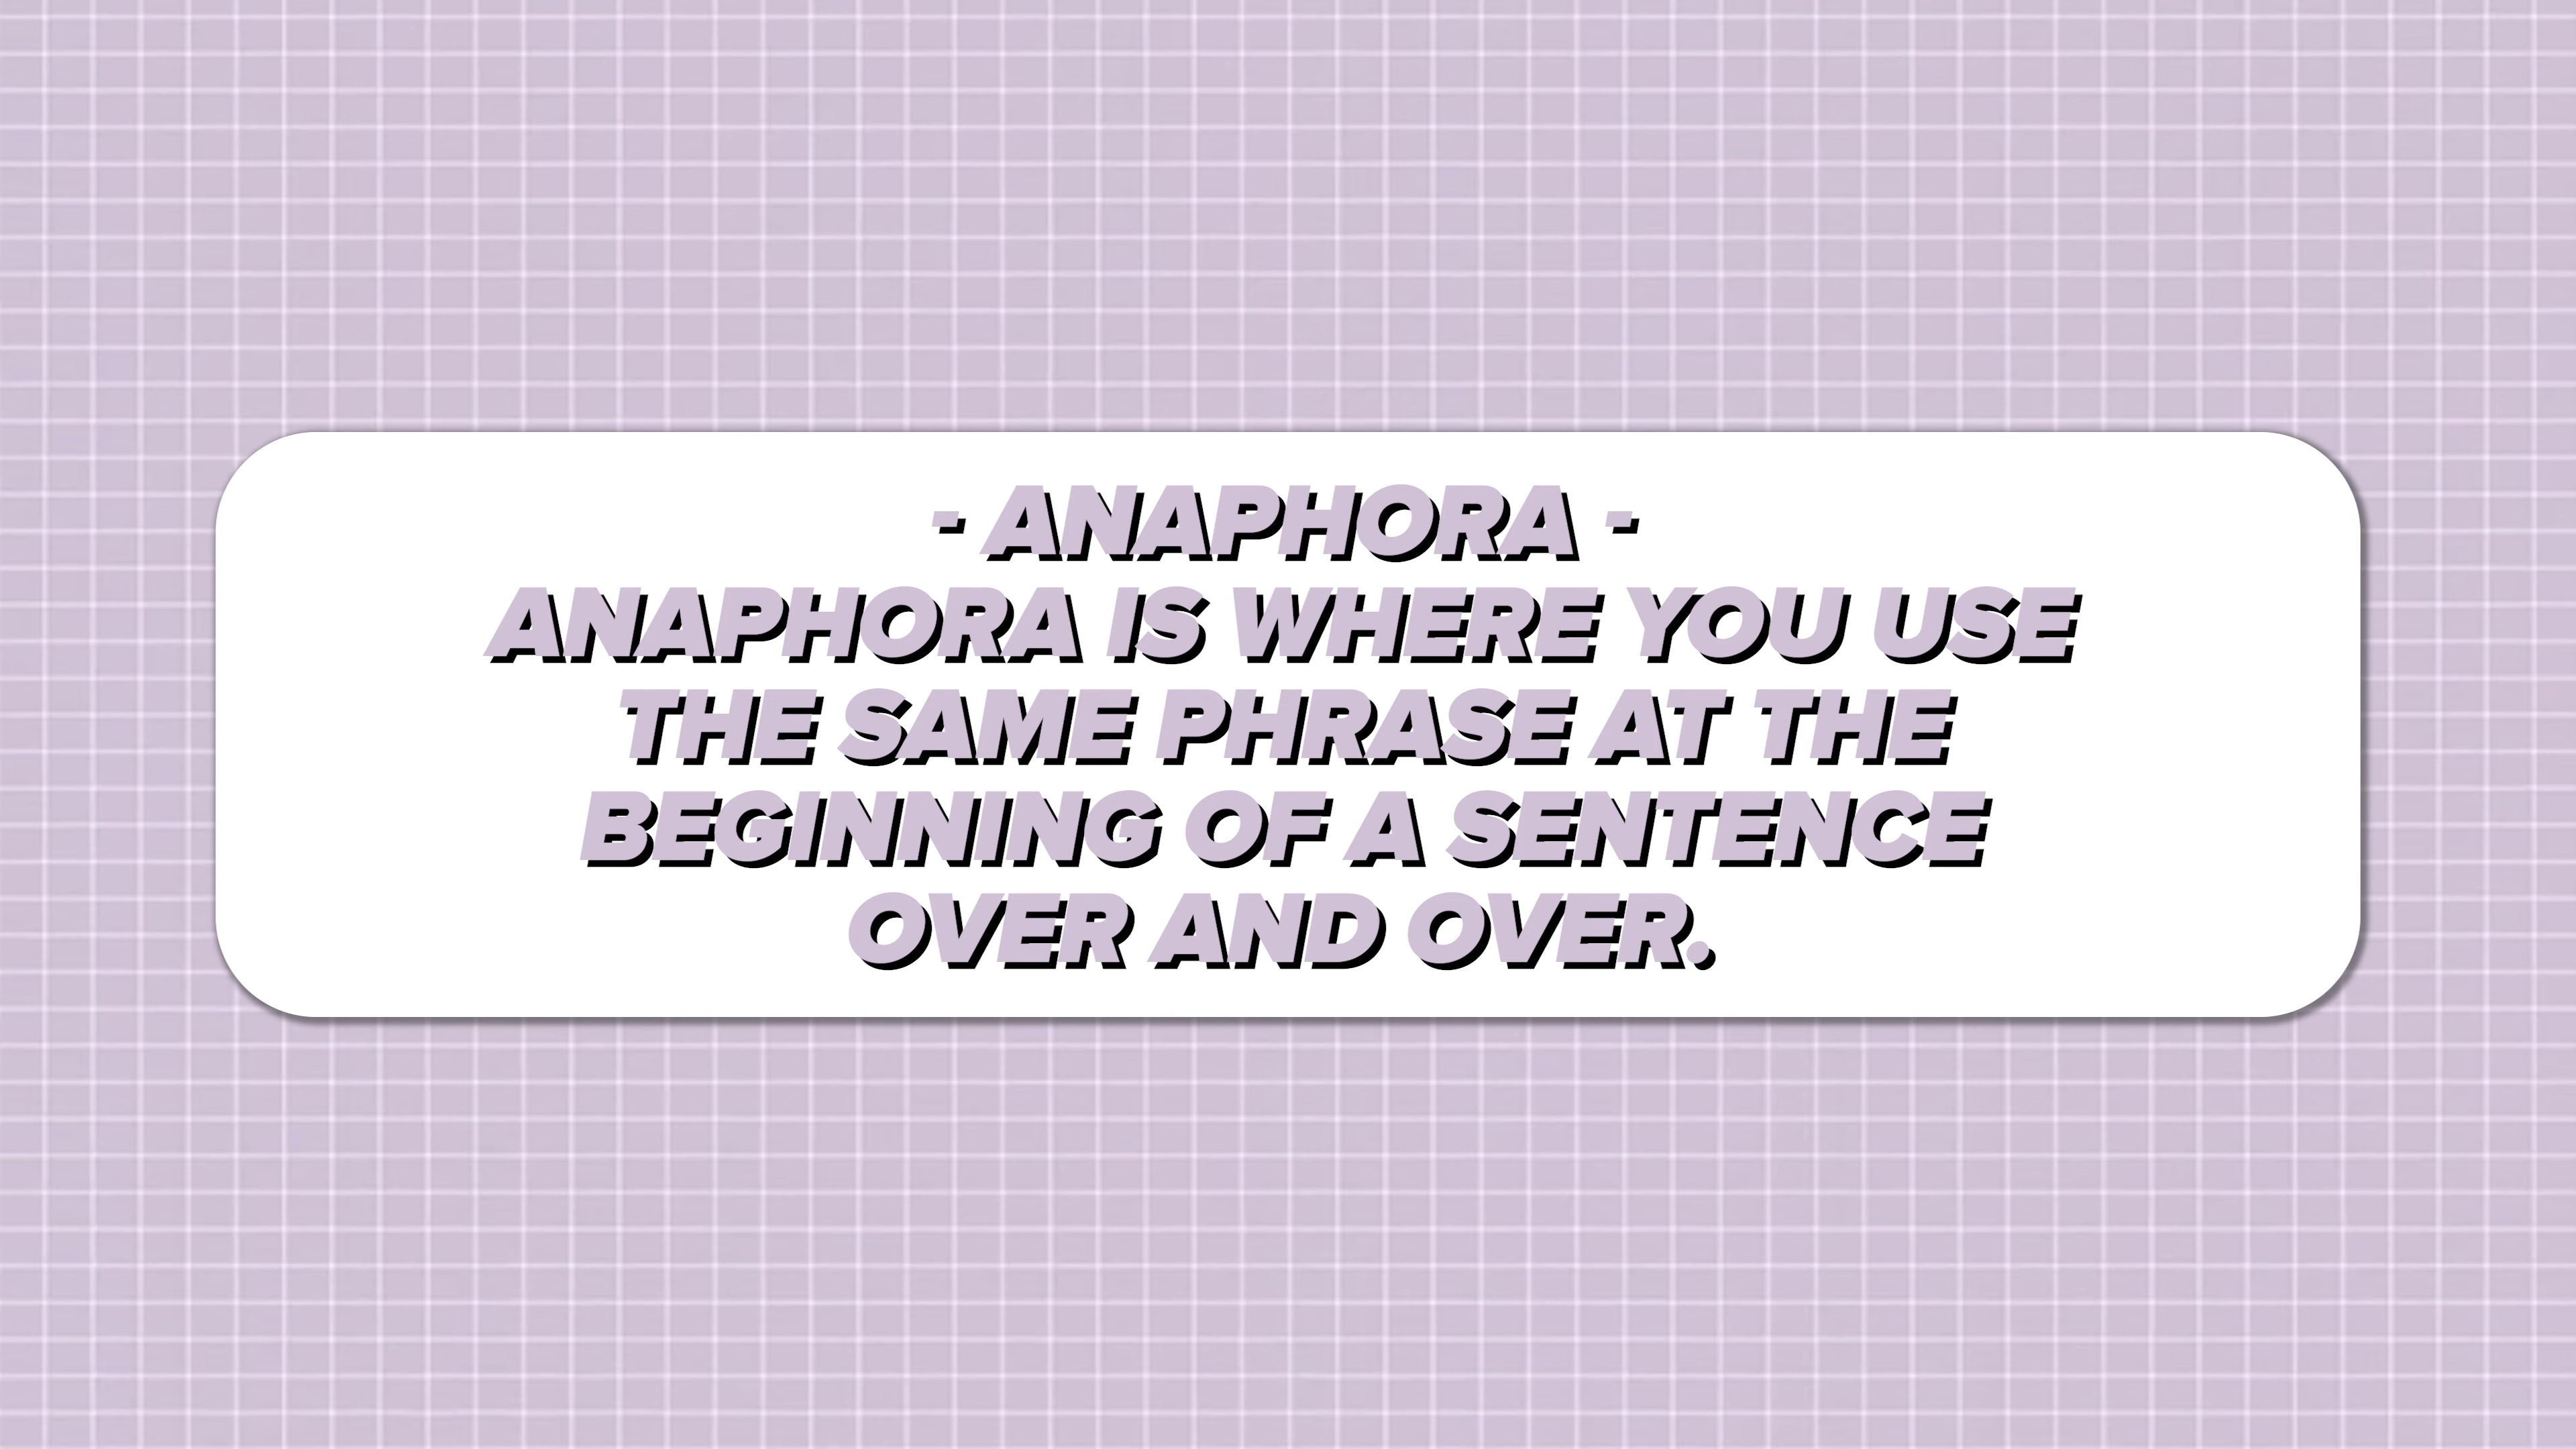 - ANAPHORA -
ANAPHORA IS WHERE YOU USE
THE SAME PHRASE AT THE
BEGINNING OF A SENTENCE
OVER AND OVER.